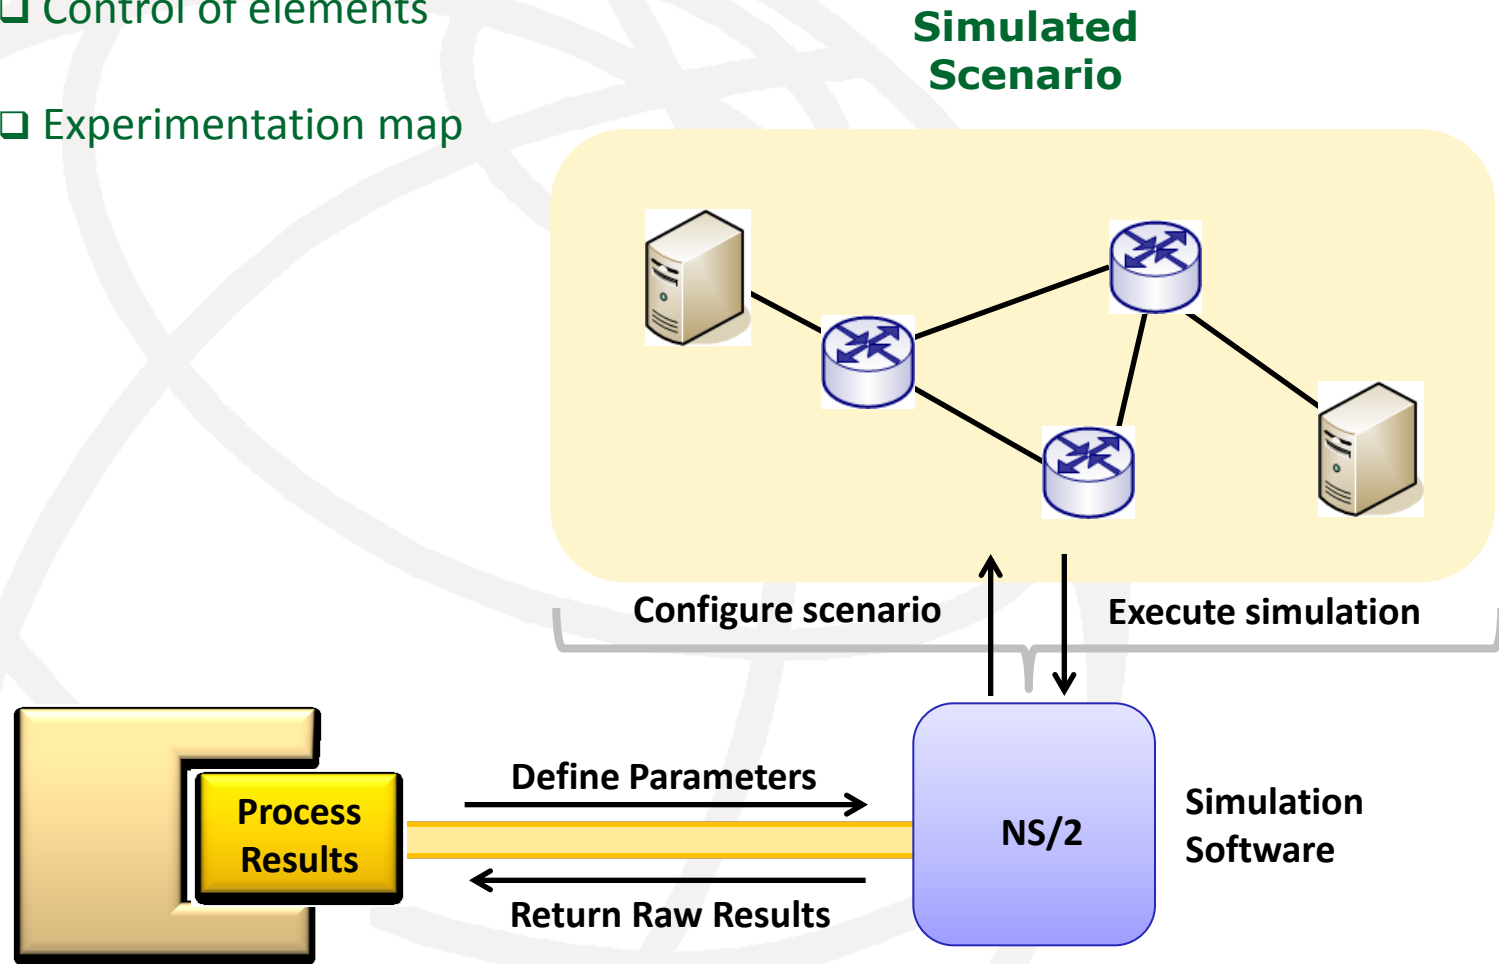 Control of elements
Simulated
Scenario
Experimentation map
Configure scenario
Execute simulation
Define Parameters
Process
Results
NS/2
Simulation
Software
Return Raw Results